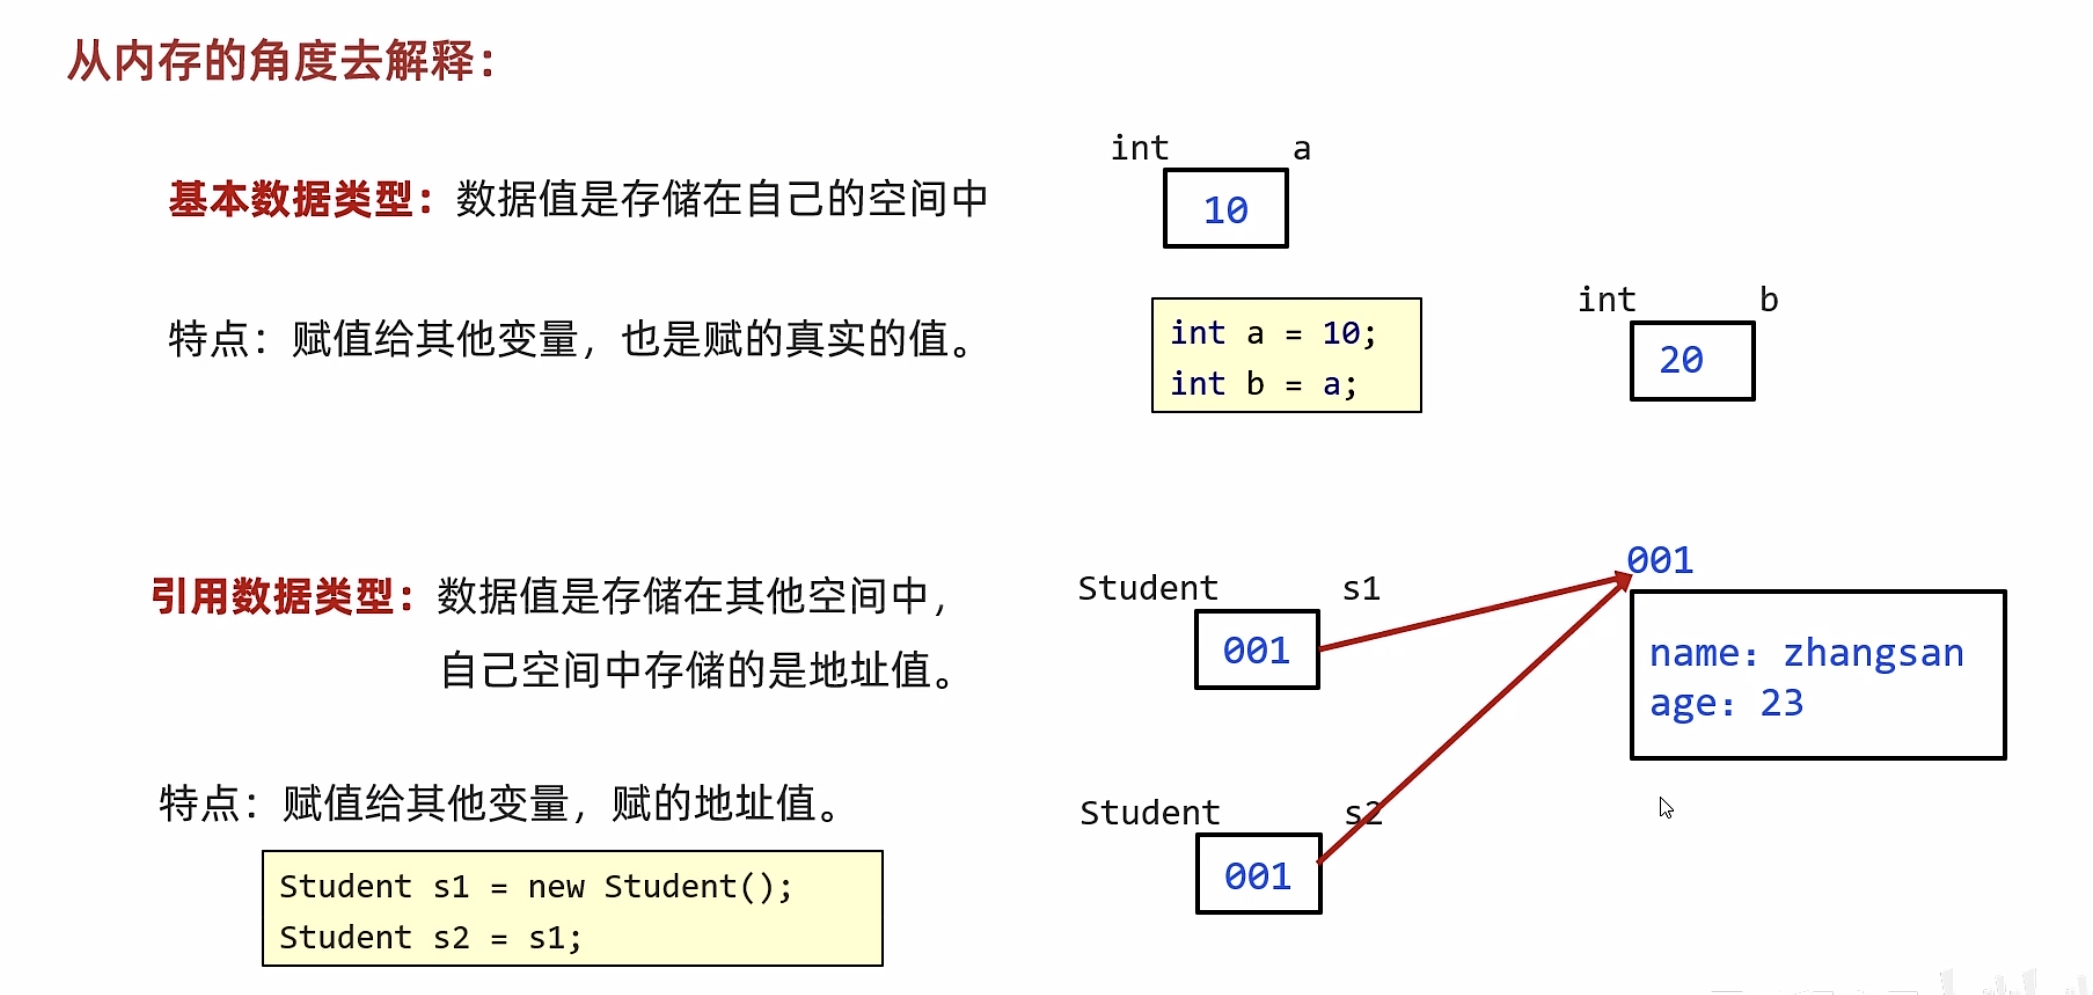 从内存的角度去解释：
int a
基本数据类型：数据值是存储在自己的空间中
10
int b
特点：赋值给其他变量，也是赋的真实的值。
int a = 10;
int b = a;
20
001
引用数据类型：数据值是存储在其他空间中，
自己空间中存储的是地址值。
Student s1
001
name：zhangsan
age：23
特点：赋值给其他变量，赋的地址值。
Student s2
001
Student s1 = new Student();
Student s2 = s1;